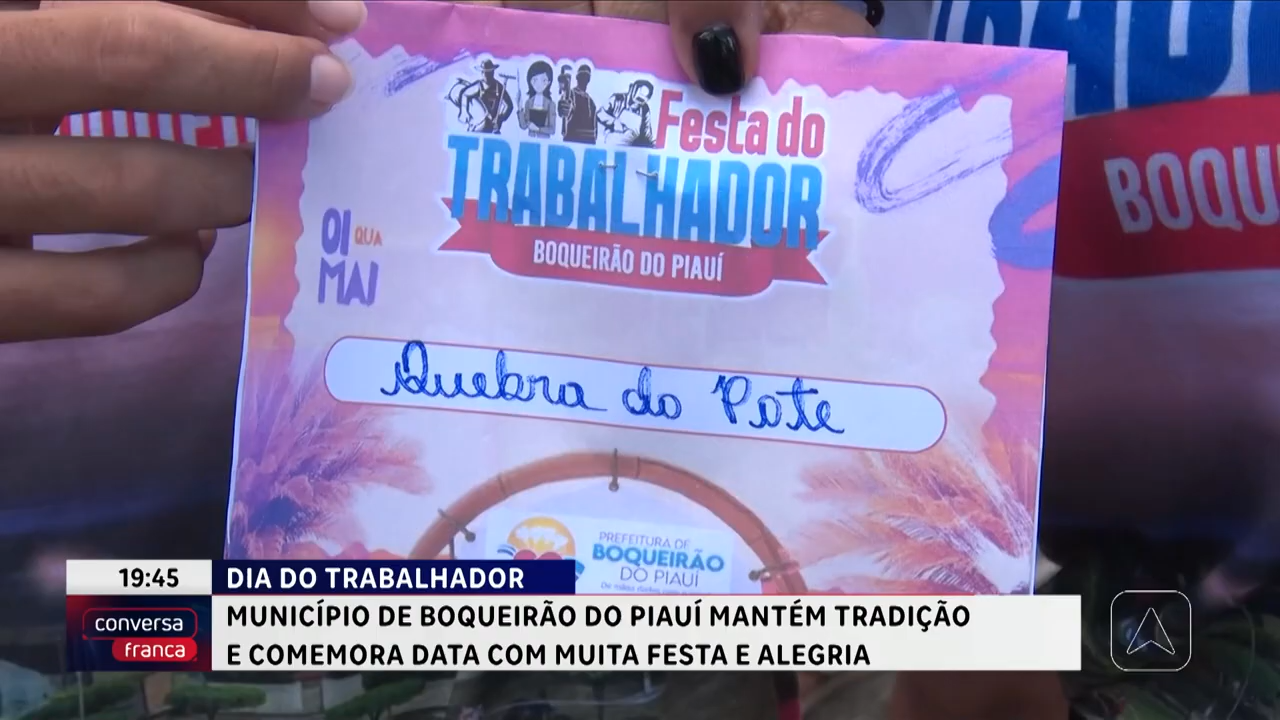 Festa do
TRABALHADOR
BOQUEIRÃO DO PIAUÍ
01 QUA
MAI
Quebra do Pote
PREFEITURA DE
BOQUEIRÃO
DO PIAUÍ
BOQU
19:45
DIA DO TRABALHADOR
conversa
franca
MUNICÍPIO DE BOQUEIRÃO DO PIAUÍ MANTÉM TRADIÇÃO
E COMEMORA DATA COM MUITA FESTA E ALEGRIA